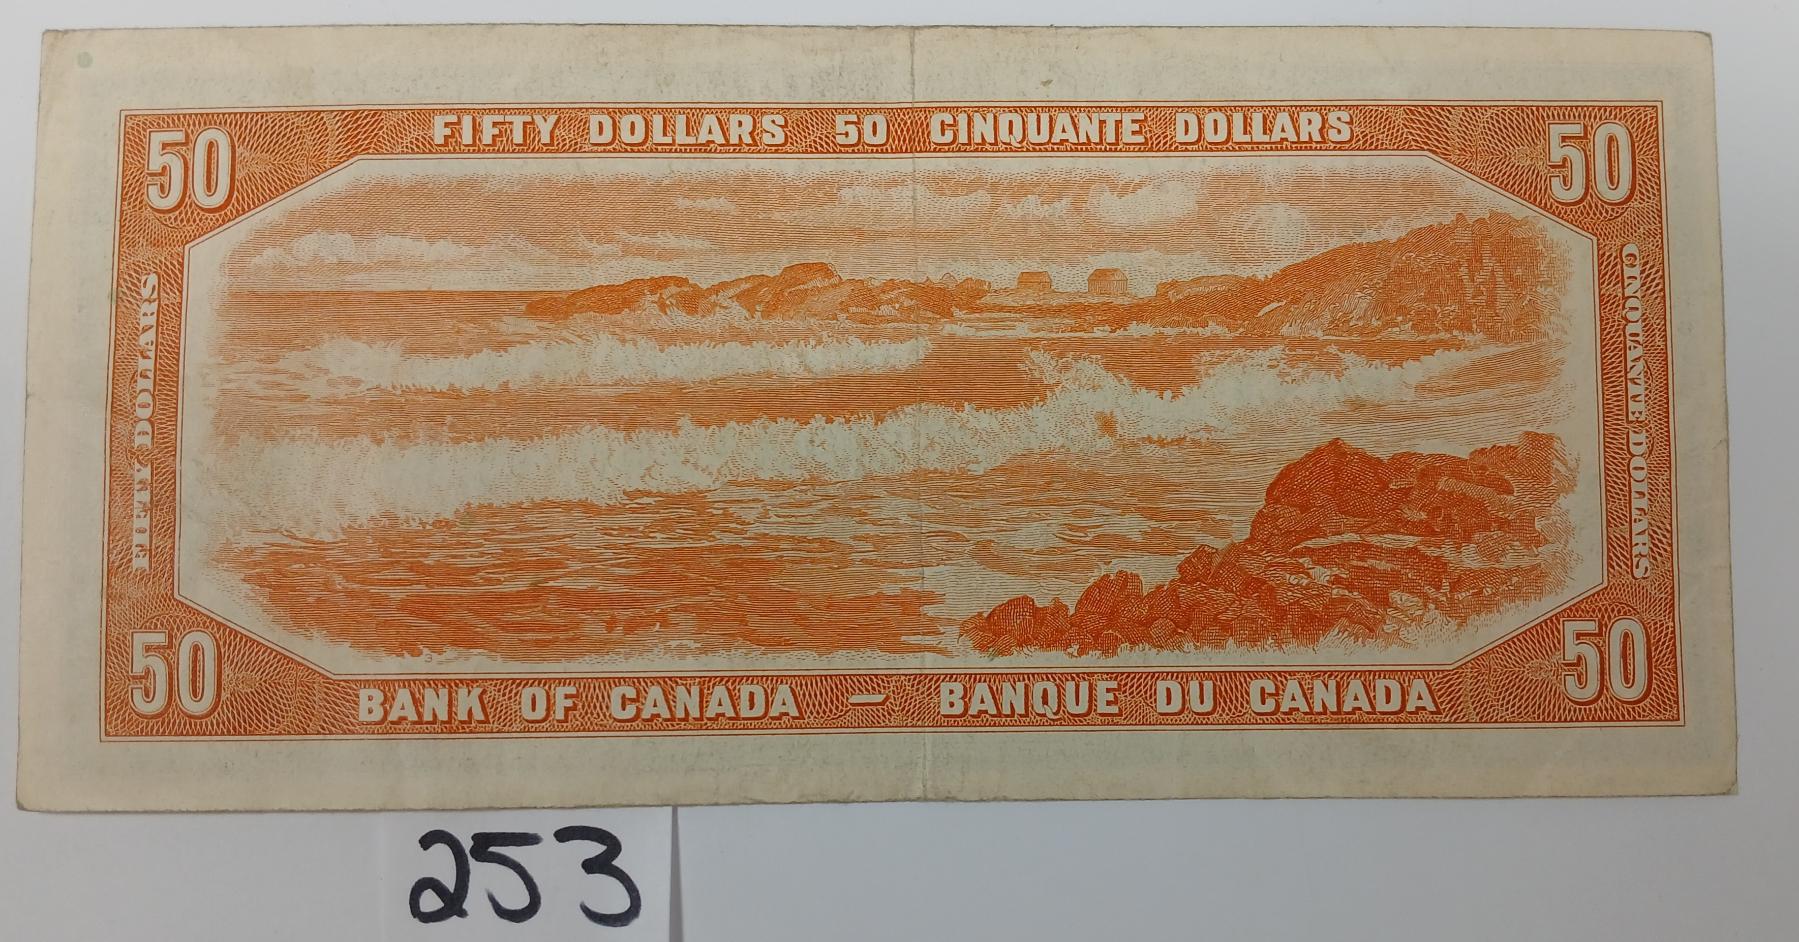 FIFTY DOLLARS 50 CINQUANTE DOLLARS
50
50
FIFTY DOLLARS
CINQUANTE DOLLARS
50
50
BANK OF CANADA — BANQUE DU CANADA
253